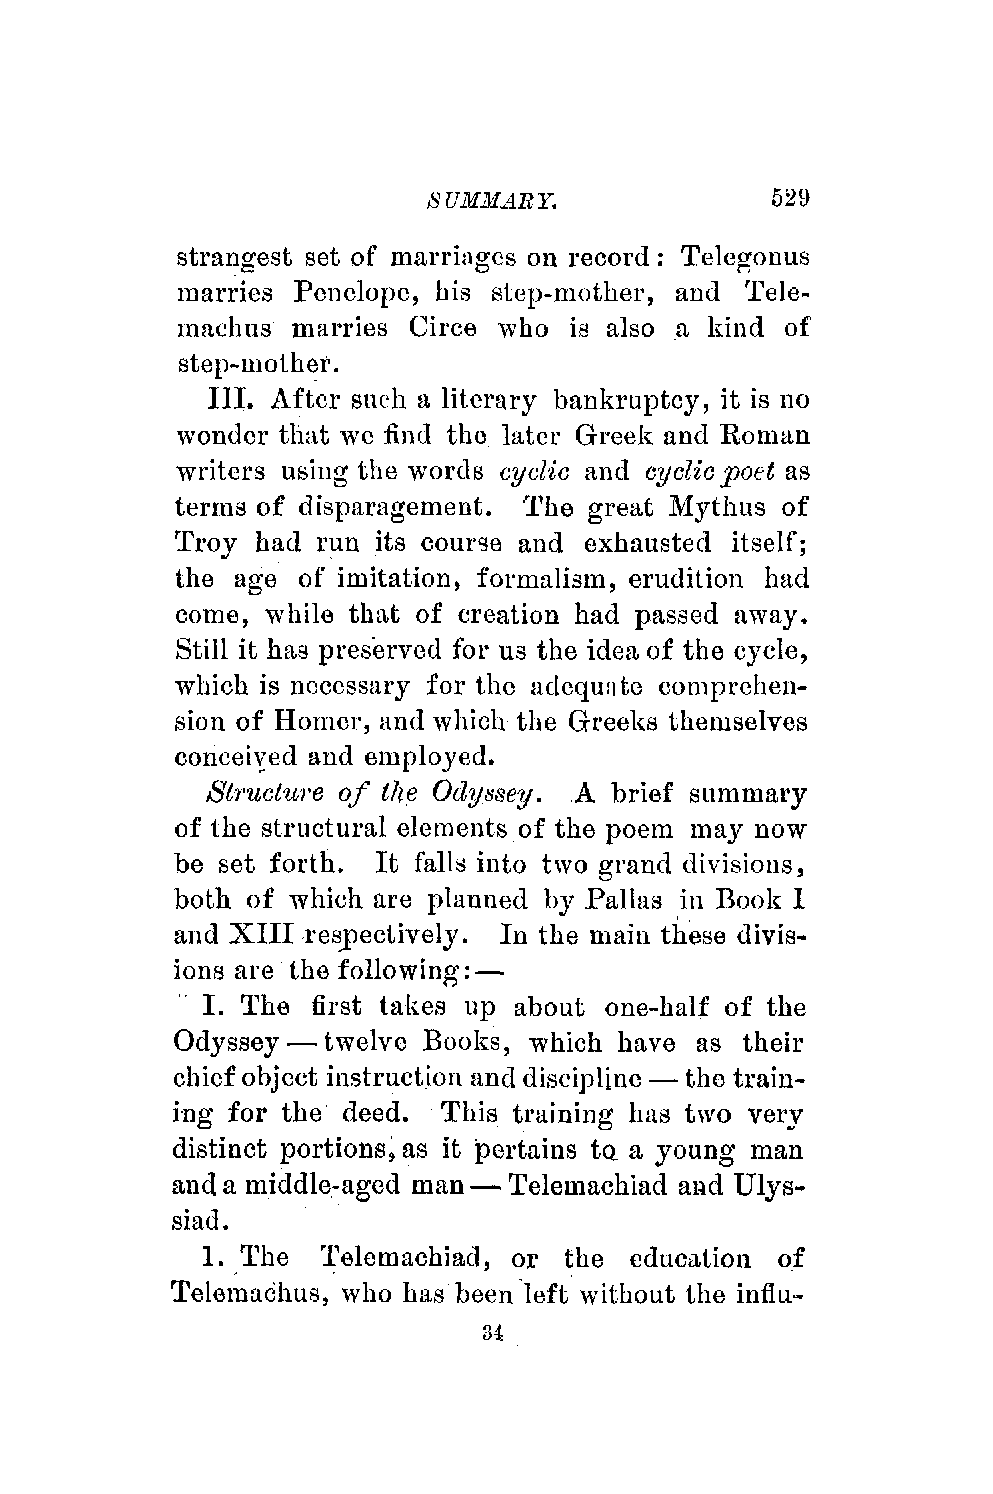 SUMMARY. 529
strangest set of marriages on record: Telegonus
marries Penelope, his step-mother, and Tele-
machus marries Circe who is also a kind of
step-mother.
III. After such a literary bankruptcy, it is no
wonder that we find the later Greek and Roman
writers using the words cyclic and cyclic poet as
terms of disparagement. The great Mythus of
Troy had run its course and exhausted itself;
the age of imitation, formalism, erudition had
come, while that of creation had passed away.
Still it has preserved for us the idea of the cycle,
which is necessary for the adequate comprehen-
sion of Homer, and which the Greeks themselves
conceived and employed.
Structure of the Odyssey. A brief summary
of the structural elements of the poem may now
be set forth. It falls into two grand divisions,
both of which are planned by Pallas in Book I
and XIII respectively. In the main these divis-
ions are the following:—
I. The first takes up about one-half of the
Odyssey — twelve Books, which have as their
chief object instruction and discipline — the train-
ing for the deed. This training has two very
distinct portions, as it pertains to a young man
and a middle-aged man — Telemachiad and Ulys-
siad.
1. The Telemachiad, or the education of
Telemachus, who has been left without the influ-
34